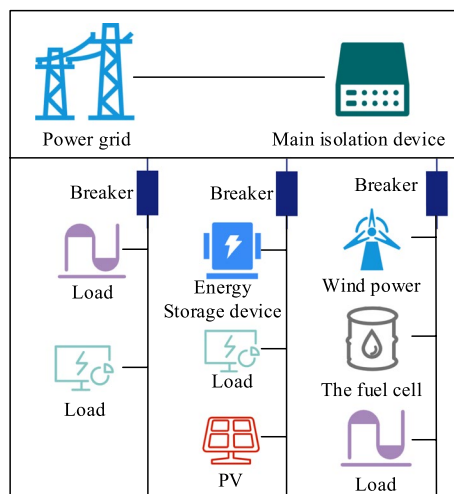 Power grid
Main isolation device
Breaker
Breaker
Breaker
Load
Energy
Storage device
Wind power
Load
Load
The fuel cell
PV
Load